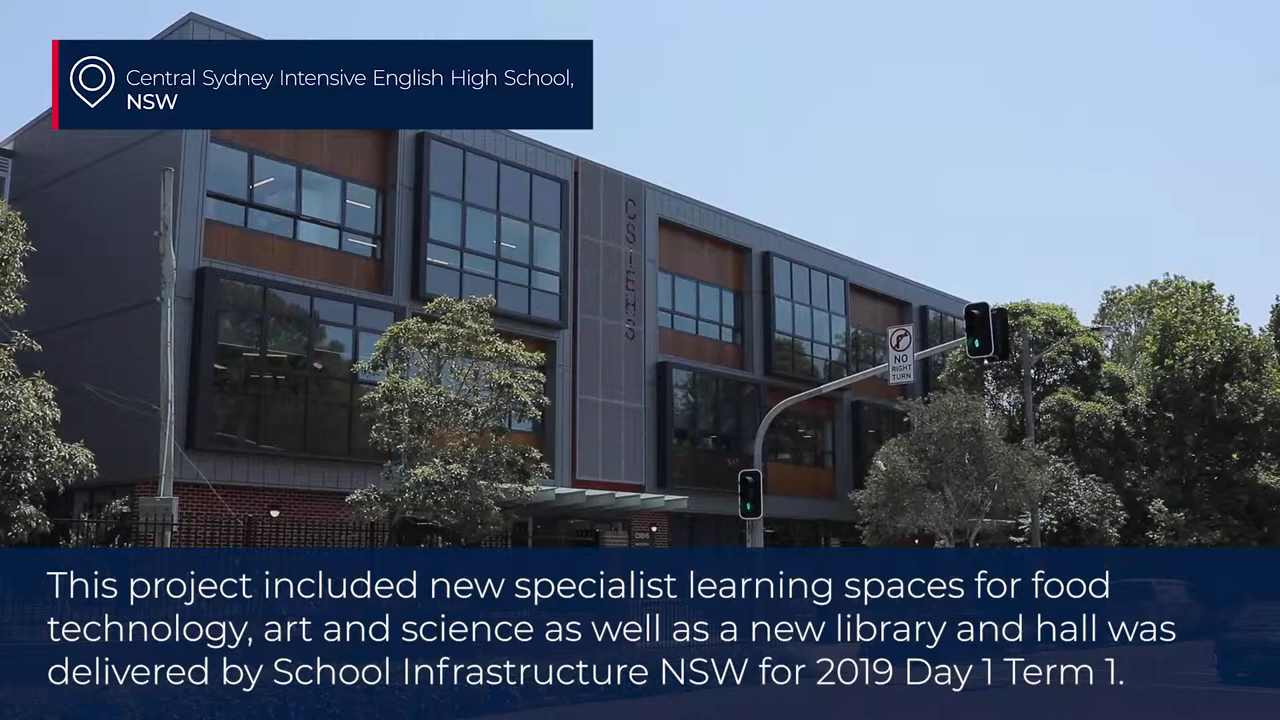 Central Sydney Intensive English High School,
NSW
CSIEHS
NO
RIGHT
TURN
This project included new specialist learning spaces for food
technology, art and science as well as a new library and hall was
delivered by School Infrastructure NSW for 2019 Day 1 Term 1.